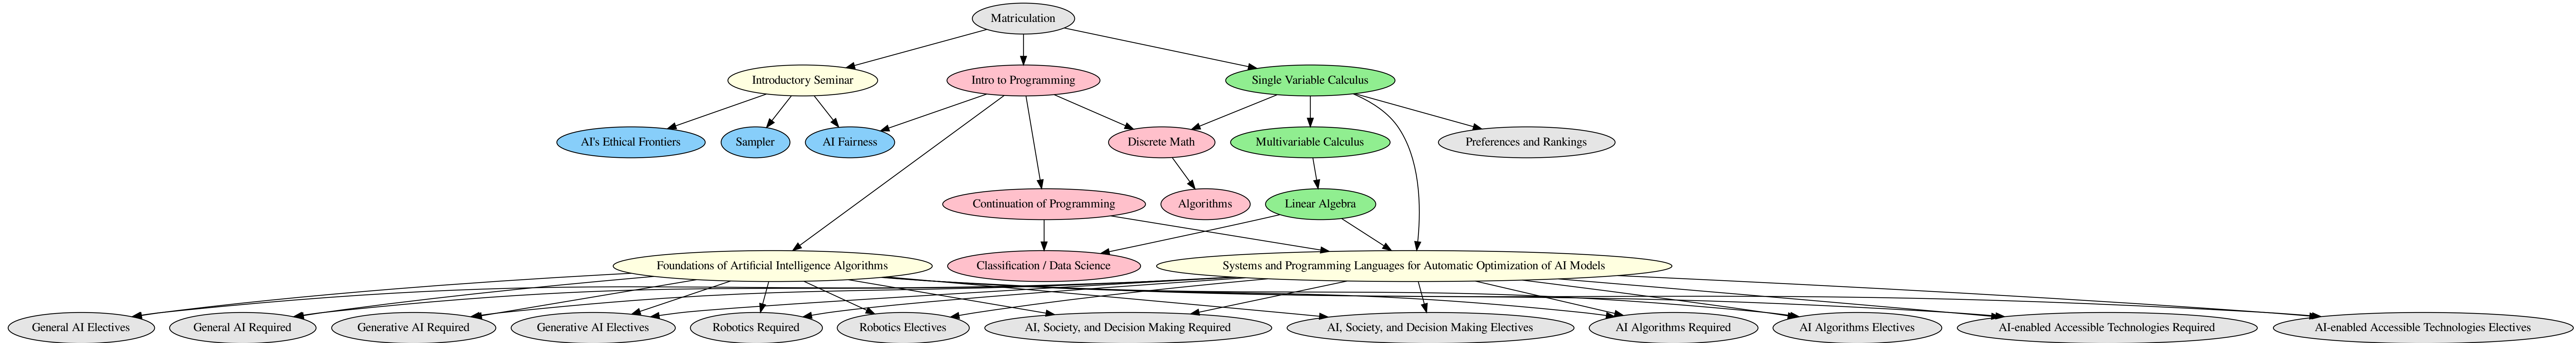 Matriculation
Introductory Seminar
Intro to Programming
Single Variable Calculus
AI's Ethical Frontiers
Sampler
AI Fairness
Discrete Math
Multivariable Calculus
Preferences and Rankings
Continuation of Programming
Algorithms
Linear Algebra
Foundations of Artificial Intelligence Algorithms
Classification / Data Science
Systems and Programming Languages for Automatic Optimization of AI Models
General AI Electives
General AI Required
Generative AI Required
Generative AI Electives
Robotics Required
Robotics Electives
AI, Society, and Decision Making Required
AI, Society, and Decision Making Electives
AI Algorithms Required
AI Algorithms Electives
AI-enabled Accessible Technologies Required
AI-enabled Accessible Technologies Electives